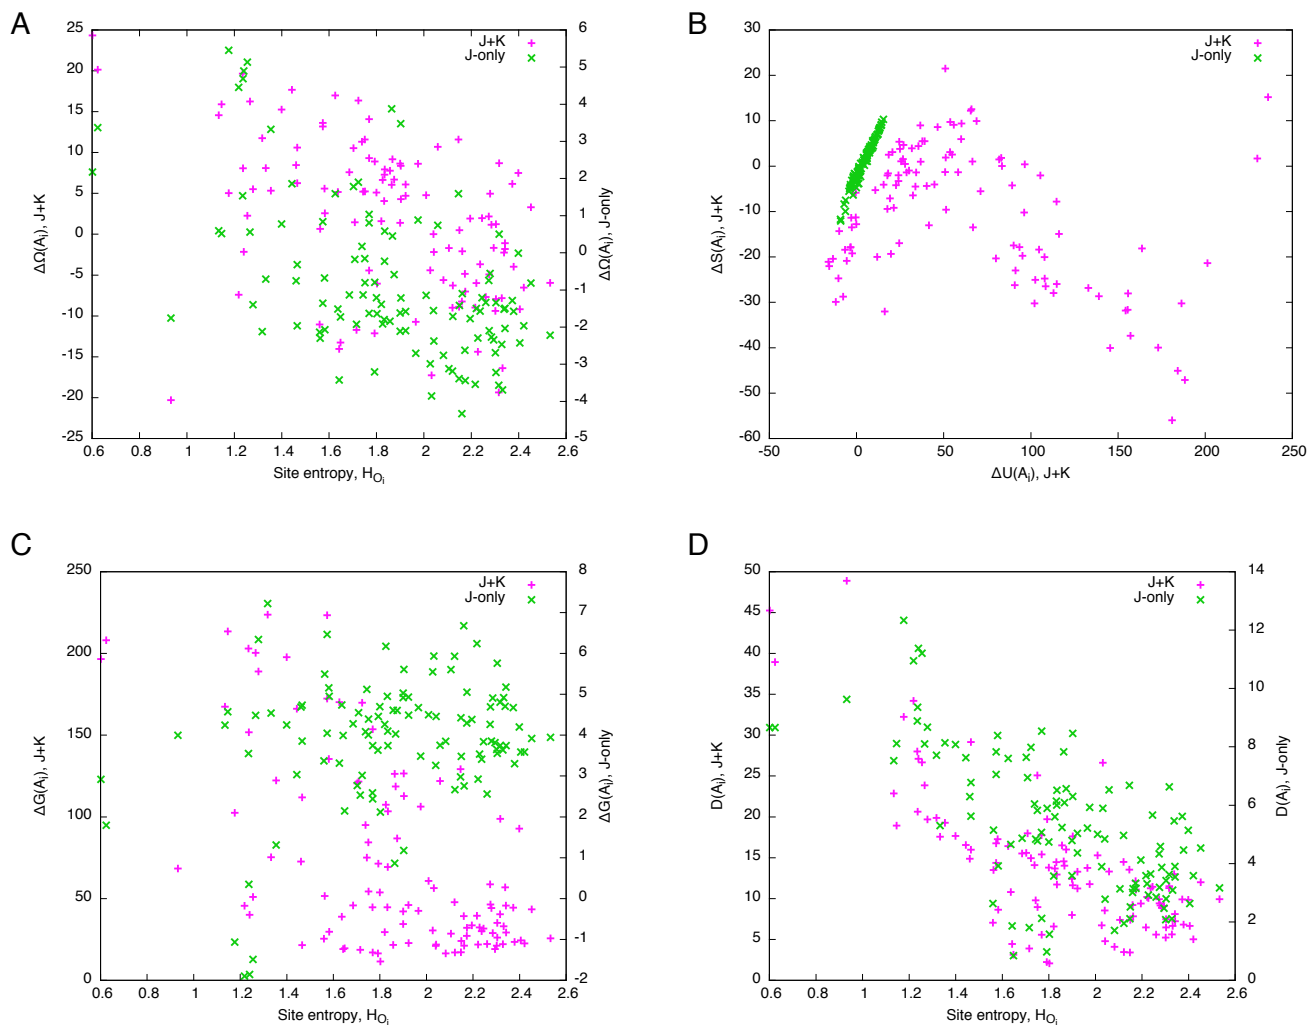 A
25
20
15
10
5
0
-5
-10
-15
-20
-25
ΔΩ(Ai), J+K
6
5
4
3
2
1
0
-1
-2
-3
-4
-5
ΔΩ(Ai), J-only
J+K
J-only
0.6 0.8 1 1.2 1.4 1.6 1.8 2 2.2 2.4 2.6
Site entropy, HOi
B
30
20
10
0
-10
-20
-30
-40
-50
-60
ΔS(Ai), J+K
J+K
J-only
-50 0 50 100 150 200 250
ΔU(Ai), J+K
C
250
200
150
100
50
0
ΔG(Ai), J+K
8
7
6
5
4
3
2
1
0
-1
-2
ΔG(Ai), J-only
J+K
J-only
0.6 0.8 1 1.2 1.4 1.6 1.8 2 2.2 2.4 2.6
Site entropy, HOi
D
50
45
40
35
30
25
20
15
10
5
0
D(Ai), J+K
14
12
10
8
6
4
2
0
D(Ai), J-only
J+K
J-only
0.6 0.8 1 1.2 1.4 1.6 1.8 2 2.2 2.4 2.6
Site entropy, HOi